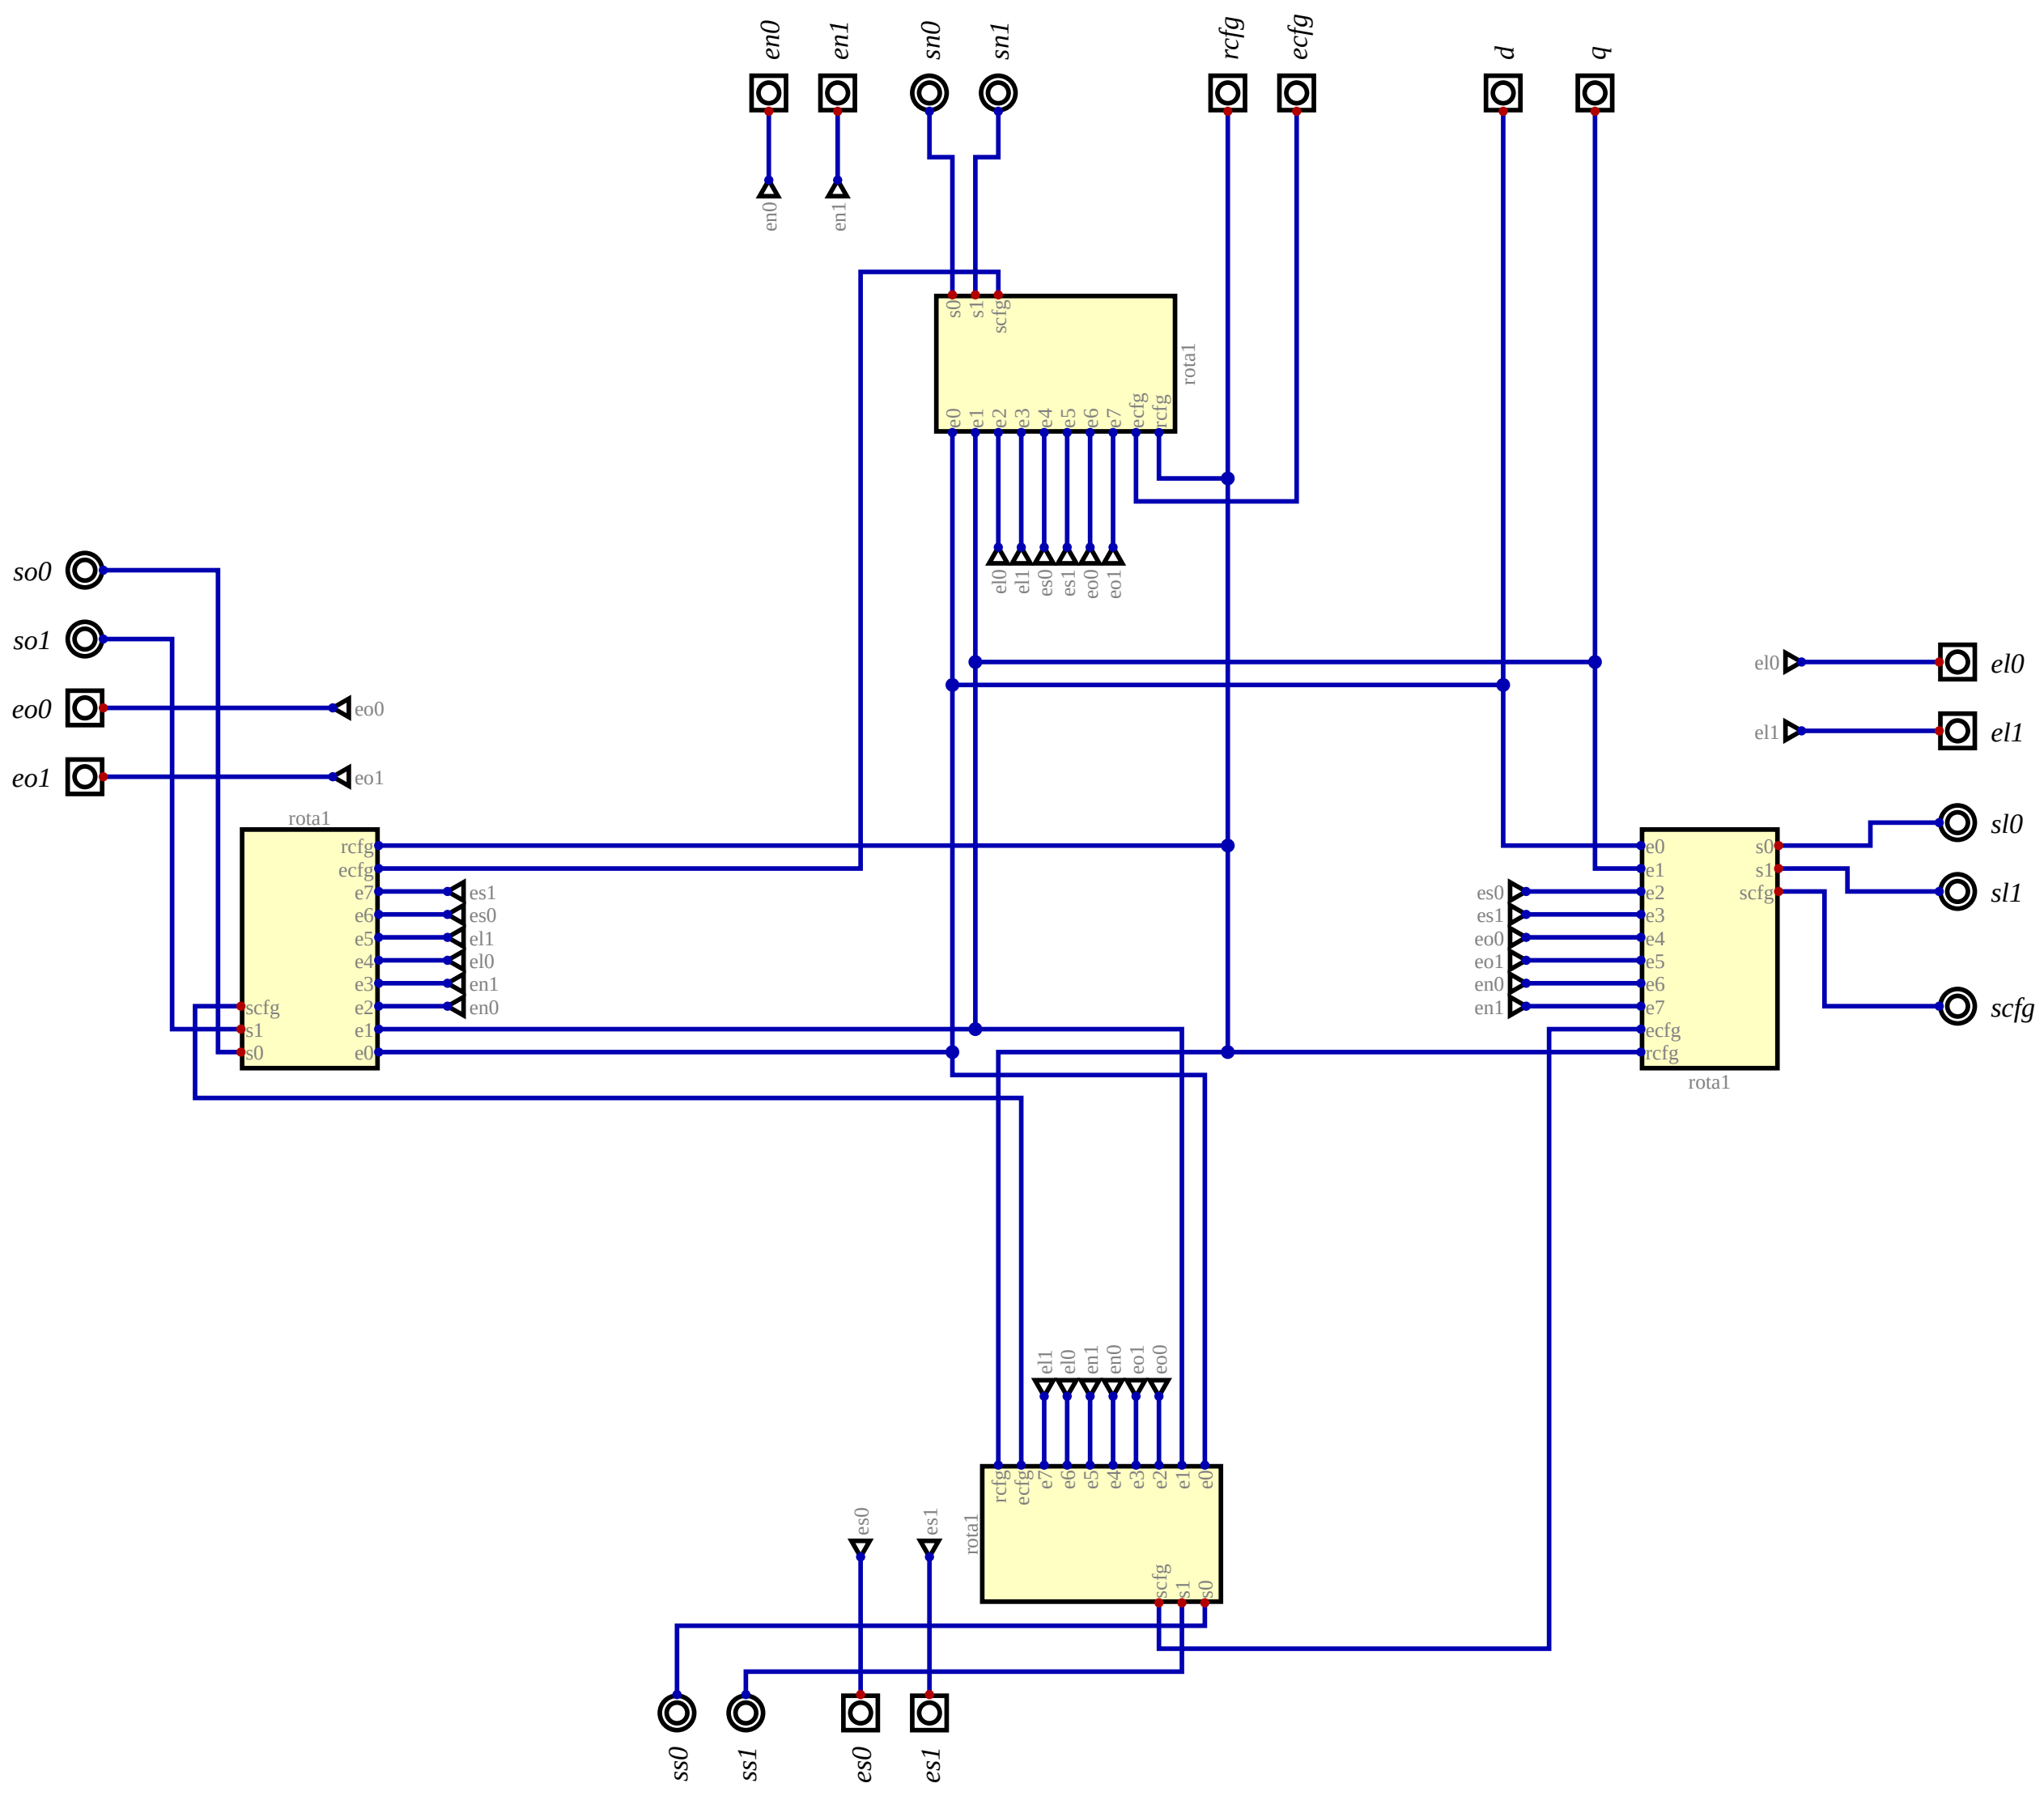 en0
en1
sn0
sn1
rcfg
ecfg
d
q
en0
en1
s0
s1
scfg
rota1
e0
e1
e2
e3
e4
e5
e6
e7
ecfg
rcfg
el0
el1
es0
es1
eo0
eo1
so0
so1
eo0
eo1
eo0
eo1
el0
el1
el0
el1
sl0
sl1
scfg
rota1
rcfg
ecfg
e7
e6
e5
e4
e3
e2
e1
e0
scfg
s1
s0
es1
es0
el1
el0
en1
en0
es0
es1
eo0
eo1
en0
en1
e0
e1
e2
e3
e4
e5
e6
e7
ecfg
rcfg
s0
s1
scfg
rota1
el1
el0
en1
en0
eo1
eo0
rcfg
ecfg
e7
e6
e5
e4
e3
e2
e1
e0
rota1
scfg
s1
s0
es0
es1
ss0
ss1
es0
es1